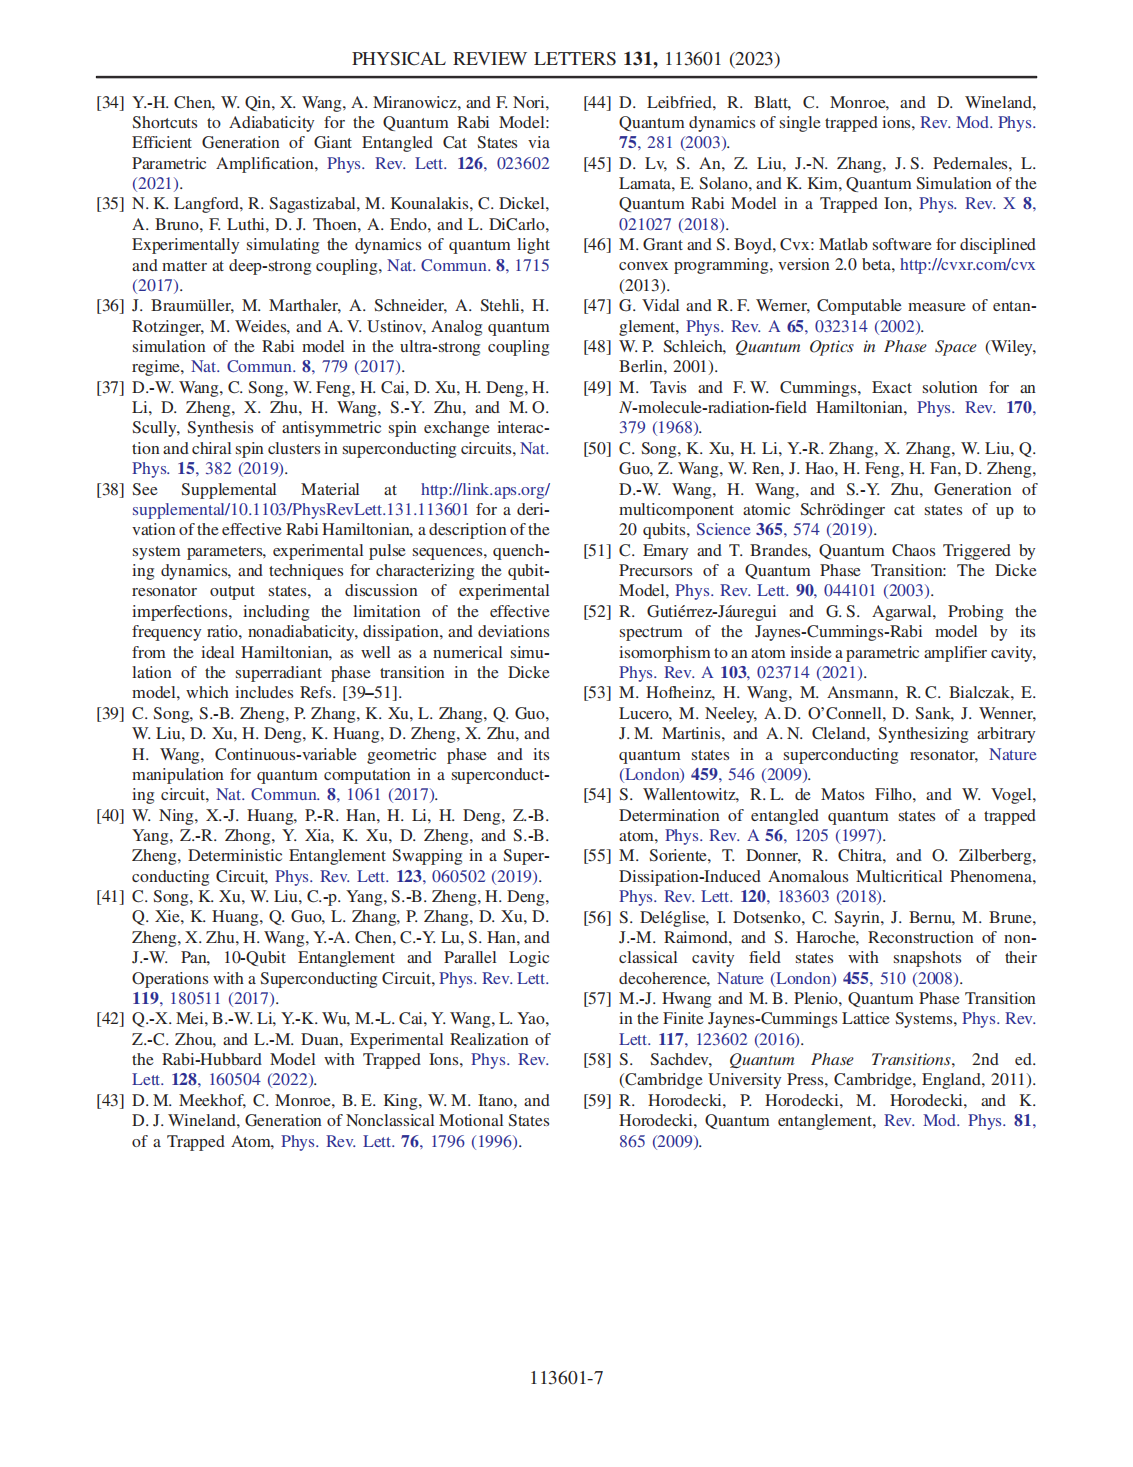 PHYSICAL REVIEW LETTERS 131, 113601 (2023)
[34] Y.-H. Chen, W. Qin, X. Wang, A. Miranowicz, and F. Nori,
Shortcuts to Adiabaticity for the Quantum Rabi Model:
Efficient Generation of Giant Entangled Cat States via
Parametric Amplification, Phys. Rev. Lett. 126, 023602
(2021).
[35] N. K. Langford, R. Sagastizabal, M. Kounalakis, C. Dickel,
A. Bruno, F. Luthi, D. J. Thoen, A. Endo, and L. DiCarlo,
Experimentally simulating the dynamics of quantum light
and matter at deep-strong coupling, Nat. Commun. 8, 1715
(2017).
[36] J. Braumüller, M. Marthaler, A. Schneider, A. Stehli, H.
Rotzinger, M. Weides, and A. V. Ustinov, Analog quantum
simulation of the Rabi model in the ultra-strong coupling
regime, Nat. Commun. 8, 779 (2017).
[37] D.-W. Wang, C. Song, W. Feng, H. Cai, D. Xu, H. Deng, H.
Li, D. Zheng, X. Zhu, H. Wang, S.-Y. Zhu, and M. O.
Scully, Synthesis of antisymmetric spin exchange interac-
tion and chiral spin clusters in superconducting circuits, Nat.
Phys. 15, 382 (2019).
[38] See Supplemental Material at http://link.aps.org/
supplemental/10.1103/PhysRevLett.131.113601 for a deri-
vation of the effective Rabi Hamiltonian, a description of the
system parameters, experimental pulse sequences, quench-
ing dynamics, and techniques for characterizing the qubit-
resonator output states, a discussion of experimental
imperfections, including the limitation of the effective
frequency ratio, nonadiabaticity, dissipation, and deviations
from the ideal Hamiltonian, as well as a numerical simu-
lation of the superradiant phase transition in the Dicke
model, which includes Refs. [39–51].
[39] C. Song, S.-B. Zheng, P. Zhang, K. Xu, L. Zhang, Q. Guo,
W. Liu, D. Xu, H. Deng, K. Huang, D. Zheng, X. Zhu, and
H. Wang, Continuous-variable geometric phase and its
manipulation for quantum computation in a superconduct-
ing circuit, Nat. Commun. 8, 1061 (2017).
[40] W. Ning, X.-J. Huang, P.-R. Han, H. Li, H. Deng, Z.-B.
Yang, Z.-R. Zhong, Y. Xia, K. Xu, D. Zheng, and S.-B.
Zheng, Deterministic Entanglement Swapping in a Super-
conducting Circuit, Phys. Rev. Lett. 123, 060502 (2019).
[41] C. Song, K. Xu, W. Liu, C.-p. Yang, S.-B. Zheng, H. Deng,
Q. Xie, K. Huang, Q. Guo, L. Zhang, P. Zhang, D. Xu, D.
Zheng, X. Zhu, H. Wang, Y.-A. Chen, C.-Y. Lu, S. Han, and
J.-W. Pan, 10-Qubit Entanglement and Parallel Logic
Operations with a Superconducting Circuit, Phys. Rev. Lett.
119, 180511 (2017).
[42] Q.-X. Mei, B.-W. Li, Y.-K. Wu, M.-L. Cai, Y. Wang, L. Yao,
Z.-C. Zhou, and L.-M. Duan, Experimental Realization of
the Rabi-Hubbard Model with Trapped Ions, Phys. Rev.
Lett. 128, 160504 (2022).
[43] D. M. Meekhof, C. Monroe, B. E. King, W. M. Itano, and
D. J. Wineland, Generation of Nonclassical Motional States
of a Trapped Atom, Phys. Rev. Lett. 76, 1796 (1996).
[44] D. Leibfried, R. Blatt, C. Monroe, and D. Wineland,
Quantum dynamics of single trapped ions, Rev. Mod. Phys.
75, 281 (2003).
[45] D. Lv, S. An, Z. Liu, J.-N. Zhang, J. S. Pedernales, L.
Lamata, E. Solano, and K. Kim, Quantum Simulation of the
Quantum Rabi Model in a Trapped Ion, Phys. Rev. X 8,
021027 (2018).
[46] M. Grant and S. Boyd, Cvx: Matlab software for disciplined
convex programming, version 2.0 beta, http://cvxr.com/cvx
(2013).
[47] G. Vidal and R. F. Werner, Computable measure of entan-
glement, Phys. Rev. A 65, 032314 (2002).
[48] W. P. Schleich, Quantum Optics in Phase Space (Wiley,
Berlin, 2001).
[49] M. Tavis and F. W. Cummings, Exact solution for an
N-molecule-radiation-field Hamiltonian, Phys. Rev. 170,
379 (1968).
[50] C. Song, K. Xu, H. Li, Y.-R. Zhang, X. Zhang, W. Liu, Q.
Guo, Z. Wang, W. Ren, J. Hao, H. Feng, H. Fan, D. Zheng,
D.-W. Wang, H. Wang, and S.-Y. Zhu, Generation of
multicomponent atomic Schrödinger cat states of up to
20 qubits, Science 365, 574 (2019).
[51] C. Emary and T. Brandes, Quantum Chaos Triggered by
Precursors of a Quantum Phase Transition: The Dicke
Model, Phys. Rev. Lett. 90, 044101 (2003).
[52] R. Gutiérrez-Jáuregui and G. S. Agarwal, Probing the
spectrum of the Jaynes-Cummings-Rabi model by its
isomorphism to an atom inside a parametric amplifier cavity,
Phys. Rev. A 103, 023714 (2021).
[53] M. Hofheinz, H. Wang, M. Ansmann, R. C. Bialczak, E.
Lucero, M. Neeley, A. D. O'Connell, D. Sank, J. Wenner,
J. M. Martinis, and A. N. Cleland, Synthesizing arbitrary
quantum states in a superconducting resonator, Nature
(London) 459, 546 (2009).
[54] S. Wallentowitz, R. L. de Matos Filho, and W. Vogel,
Determination of entangled quantum states of a trapped
atom, Phys. Rev. A 56, 1205 (1997).
[55] M. Soriente, T. Donner, R. Chitra, and O. Zilberberg,
Dissipation-Induced Anomalous Multicritical Phenomena,
Phys. Rev. Lett. 120, 183603 (2018).
[56] S. Deléglise, I. Dotsenko, C. Sayrin, J. Bernu, M. Brune,
J.-M. Raimond, and S. Haroche, Reconstruction of non-
classical cavity field states with snapshots of their
decoherence, Nature (London) 455, 510 (2008).
[57] M.-J. Hwang and M. B. Plenio, Quantum Phase Transition
in the Finite Jaynes-Cummings Lattice Systems, Phys. Rev.
Lett. 117, 123602 (2016).
[58] S. Sachdev, Quantum Phase Transitions, 2nd ed.
(Cambridge University Press, Cambridge, England, 2011).
[59] R. Horodecki, P. Horodecki, M. Horodecki, and K.
Horodecki, Quantum entanglement, Rev. Mod. Phys. 81,
865 (2009).
113601-7